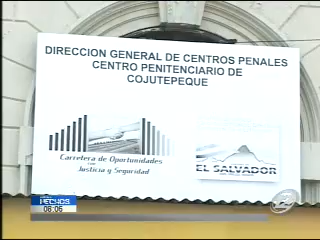 DIRECCION GENERAL DE CENTROS PENALES
CENTRO PENITENCIARIO DE
COJUTEPEQUE
Carretera de Oportunidades
con
Justicia y Seguridad
EL SALVADOR
HECHOS
06:06